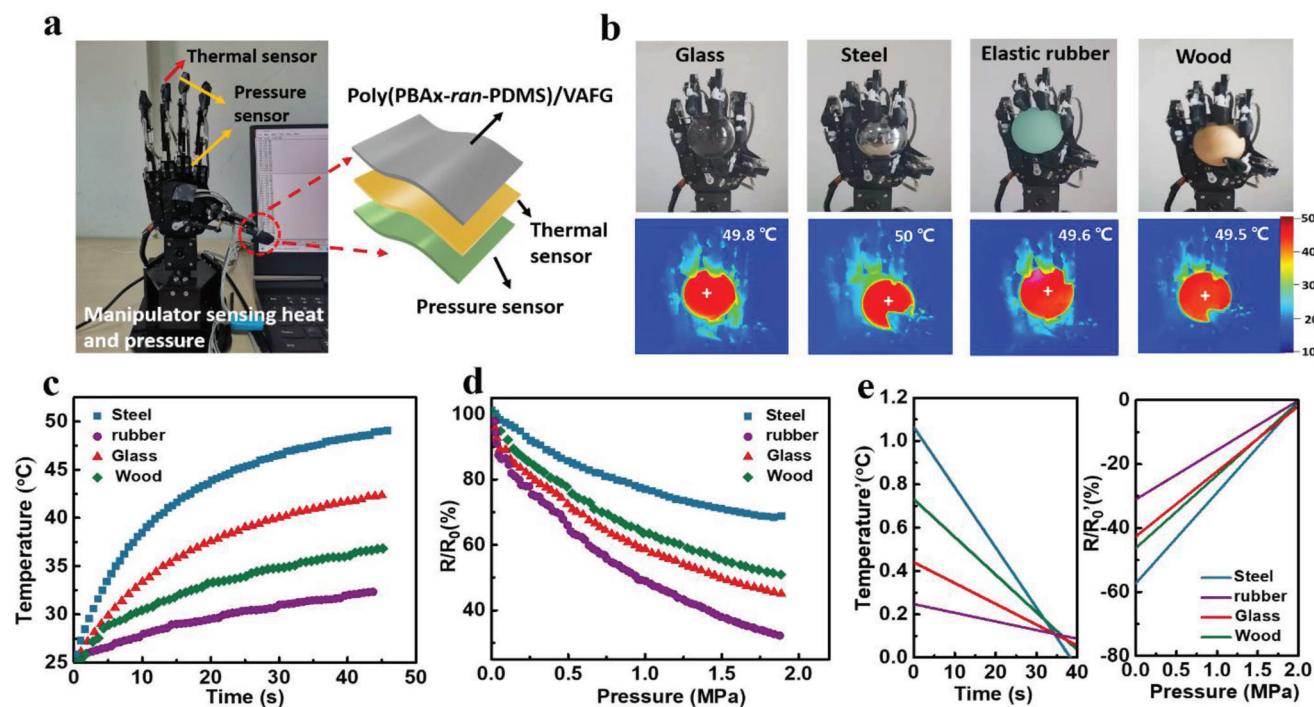 a
Thermal sensor
Pressure
sensor
Manipulator sensing heat
and pressure
Poly(PBAx-ran-PDMS)/VAFG
Thermal
sensor
Pressure sensor
b
Glass
Steel
Elastic rubber
Wood
49.8 ℃
50 ℃
49.6 ℃
49.5 ℃
50
40
30
20
10
c
Temperature (°C)
50
45
40
35
30
25
Steel
rubber
Glass
Wood
0 10 20 30 40 50
Time (s)
d
R/R0(%)
100
80
60
40
Steel
rubber
Glass
Wood
0.0 0.5 1.0 1.5 2.0
Pressure (MPa)
e
Temperature'(°C)
1.2
1.0
0.8
0.6
0.4
0.2
0.0
0 10 20 30 40
Time (s)
R/R0'(%)
0
-20
-40
-60
-80
Steel
rubber
Glass
Wood
0.0 0.5 1.0 1.5 2.0
Pressure (MPa)